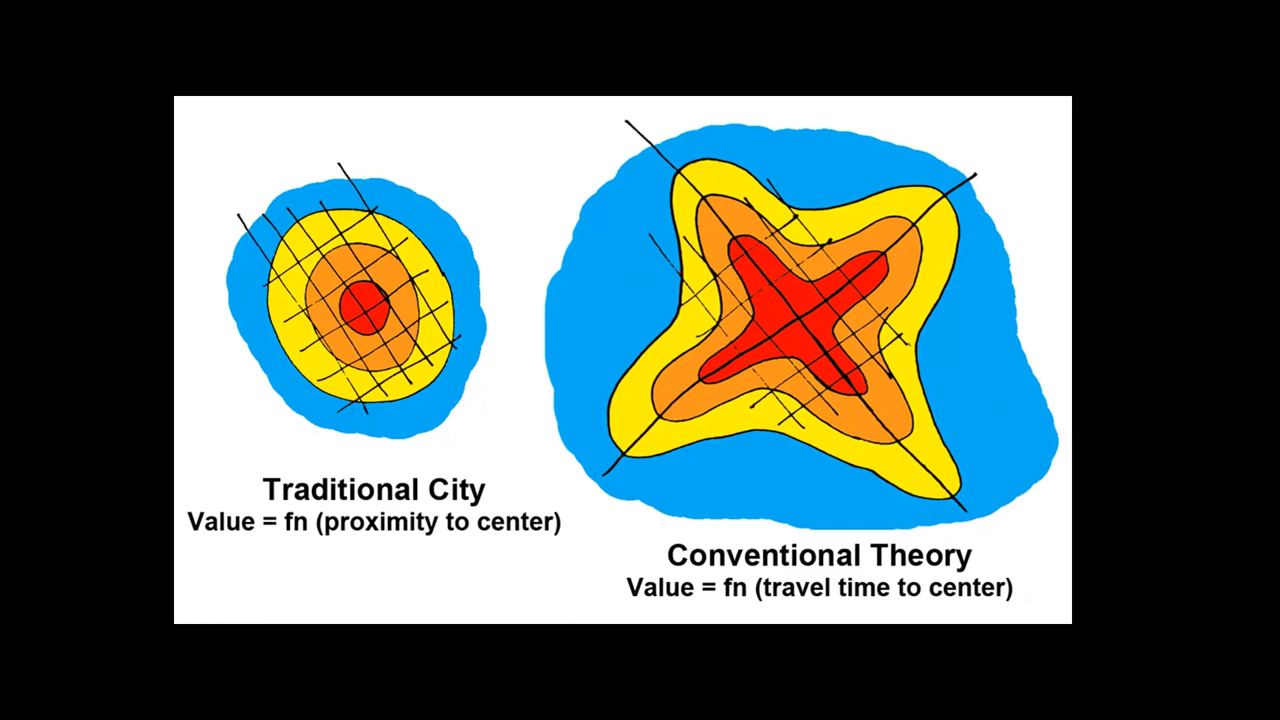 Traditional City
Value = fn (proximity to center)
Conventional Theory
Value = fn (travel time to center)